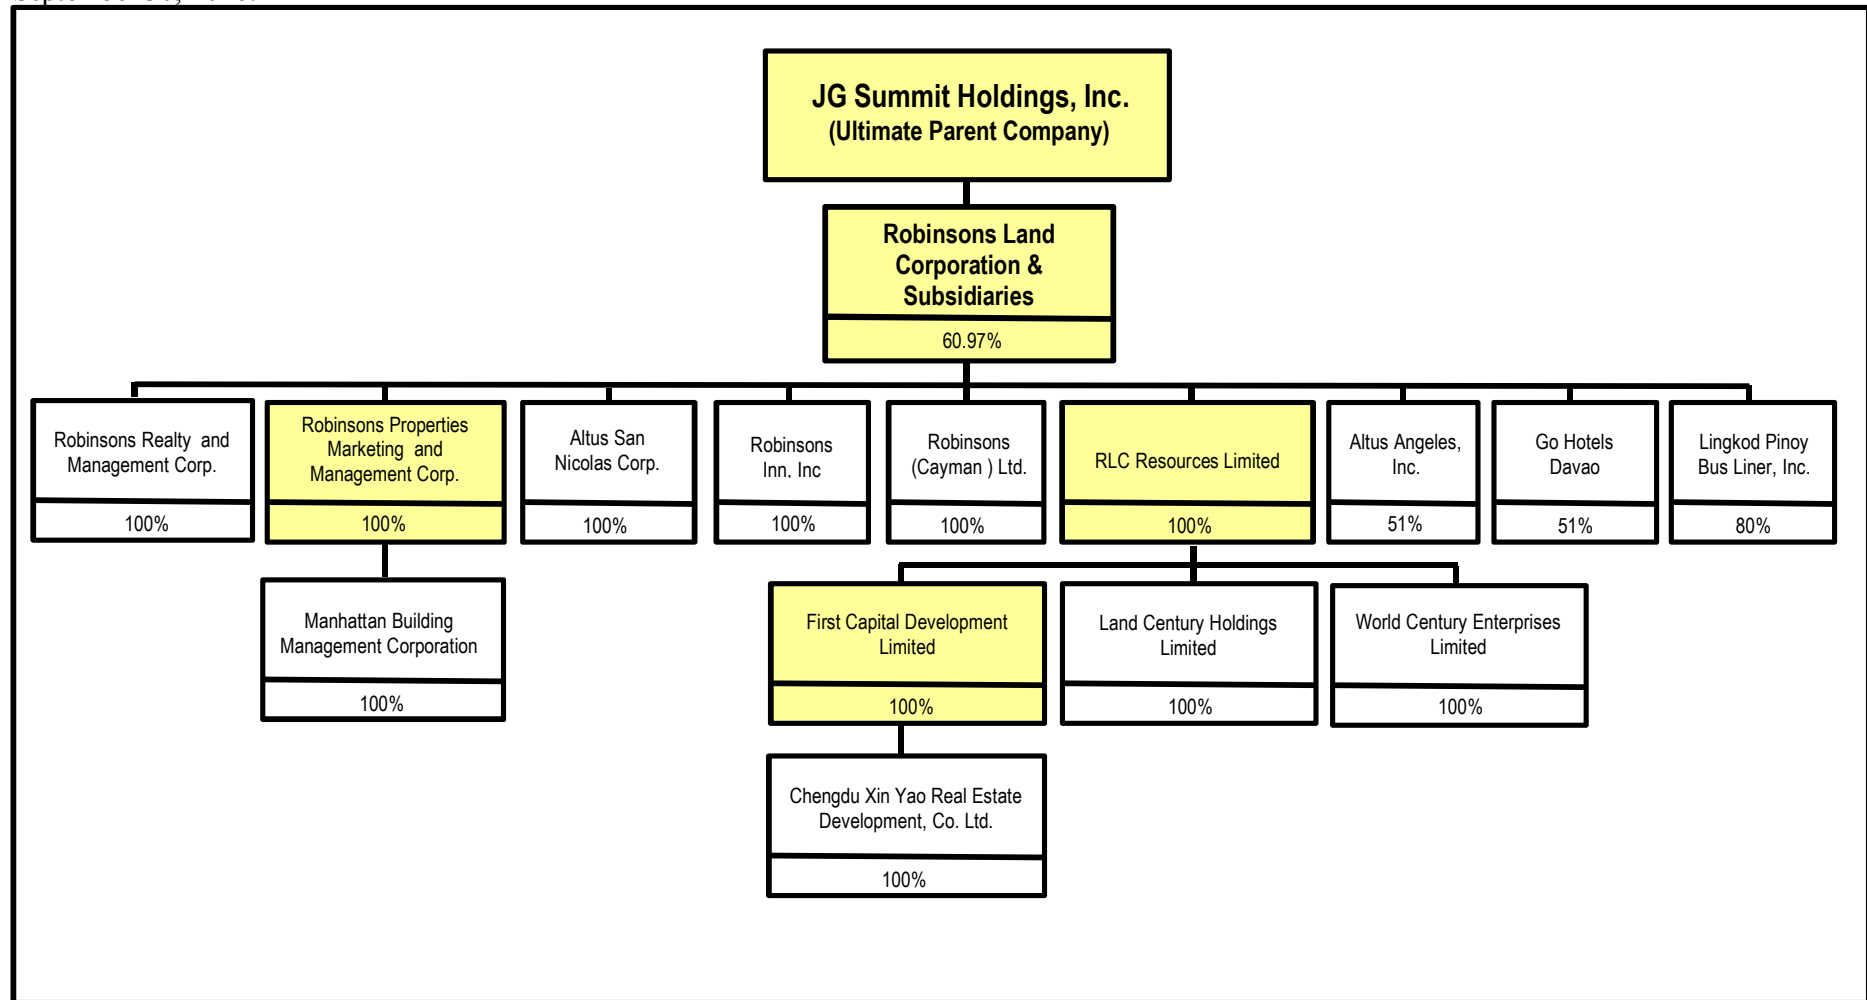 JG Summit Holdings, Inc.
(Ultimate Parent Company)
Robinsons Land
Corporation &
Subsidiaries
60.97%
Robinsons Realty and
Management Corp.
100%
Robinsons Properties
Marketing and
Management Corp.
100%
Altus San
Nicolas Corp.
100%
Robinsons
Inn, Inc
100%
Robinsons
(Cayman ) Ltd.
100%
RLC Resources Limited
100%
Altus Angeles,
Inc.
51%
Go Hotels
Davao
51%
Lingkod Pinoy
Bus Liner, Inc.
80%
Manhattan Building
Management Corporation
100%
First Capital Development
Limited
100%
Land Century Holdings
Limited
100%
World Century Enterprises
Limited
100%
Chengdu Xin Yao Real Estate
Development, Co. Ltd.
100%